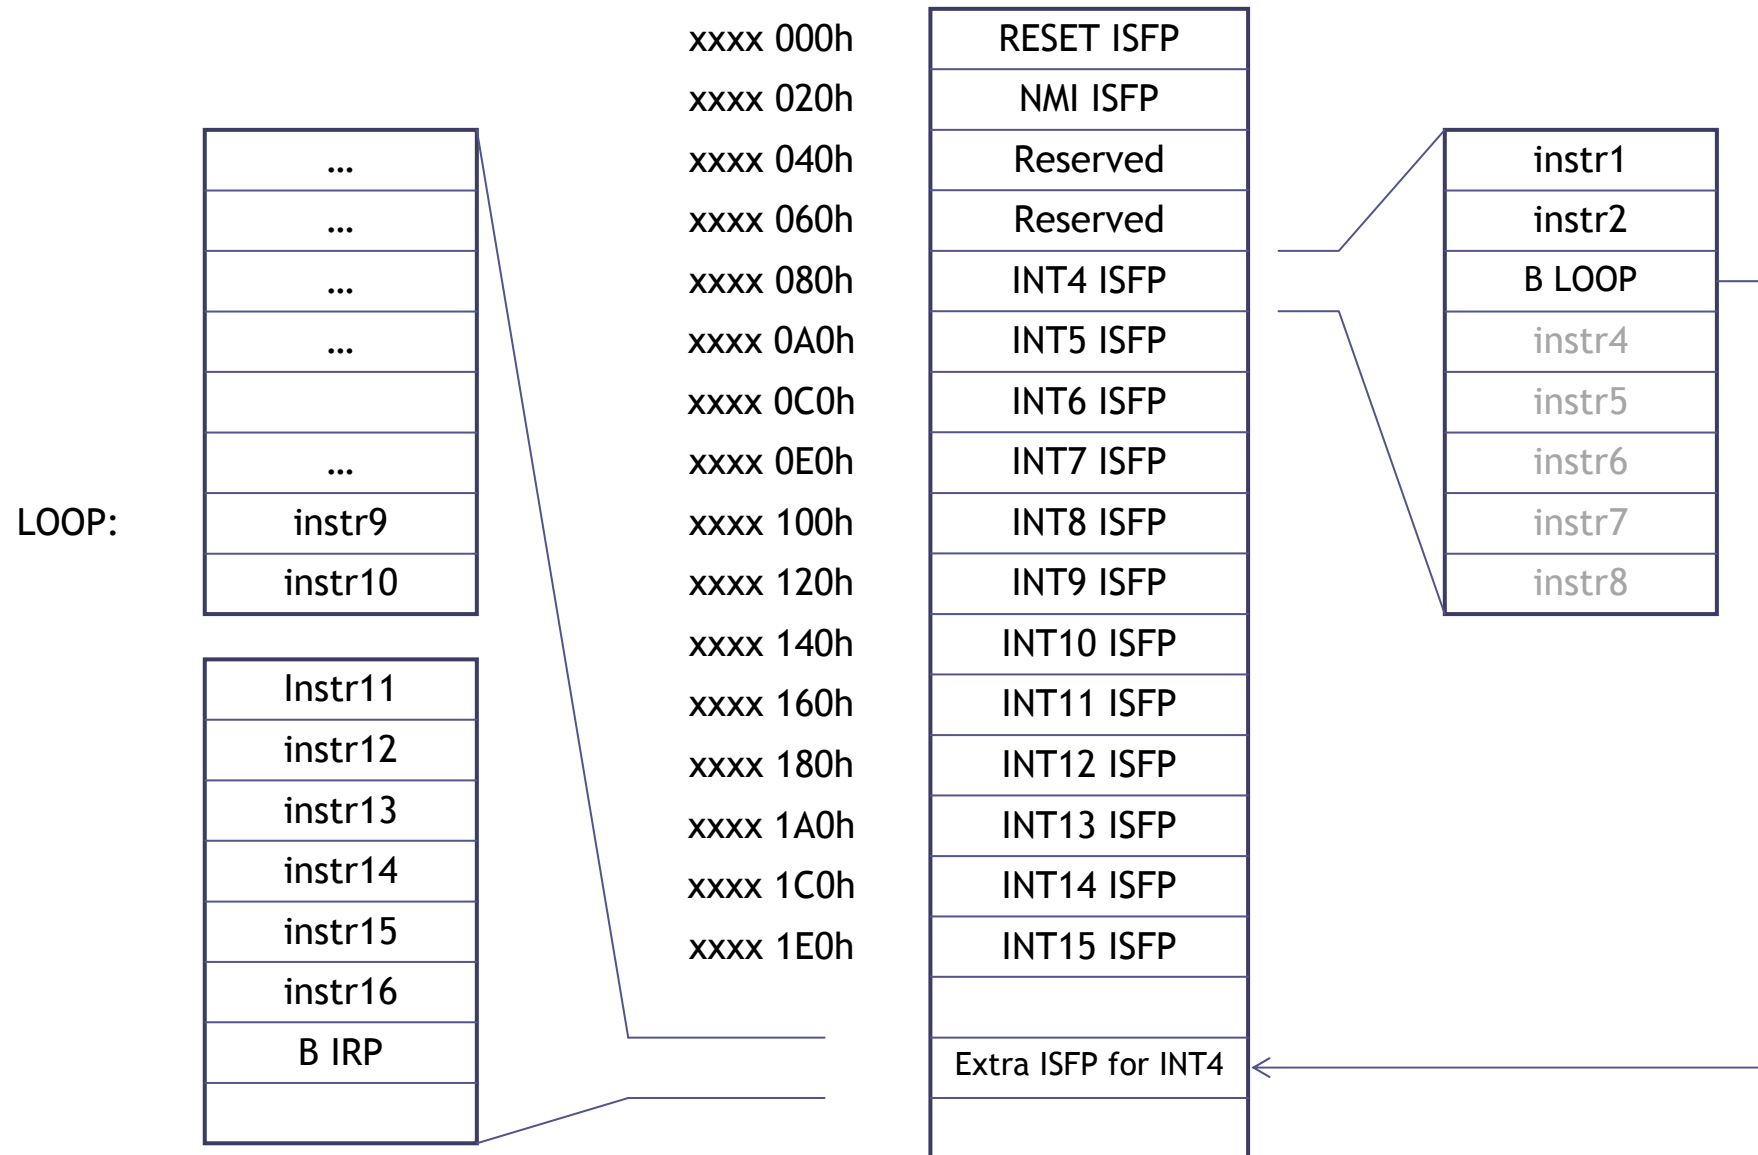 xxxx 000h RESET ISFP
xxxx 020h NMI ISFP
xxxx 040h Reserved
xxxx 060h Reserved
xxxx 080h INT4 ISFP
xxxx 0A0h INT5 ISFP
xxxx 0C0h INT6 ISFP
xxxx 0E0h INT7 ISFP
xxxx 100h INT8 ISFP
xxxx 120h INT9 ISFP
xxxx 140h INT10 ISFP
xxxx 160h INT11 ISFP
xxxx 180h INT12 ISFP
xxxx 1A0h INT13 ISFP
xxxx 1C0h INT14 ISFP
xxxx 1E0h INT15 ISFP
Extra ISFP for INT4
instr1
instr2
B LOOP
instr4
instr5
instr6
instr7
instr8
...
...
...
...
...
LOOP: instr9
instr10
Instr11
instr12
instr13
instr14
instr15
instr16
B IRP